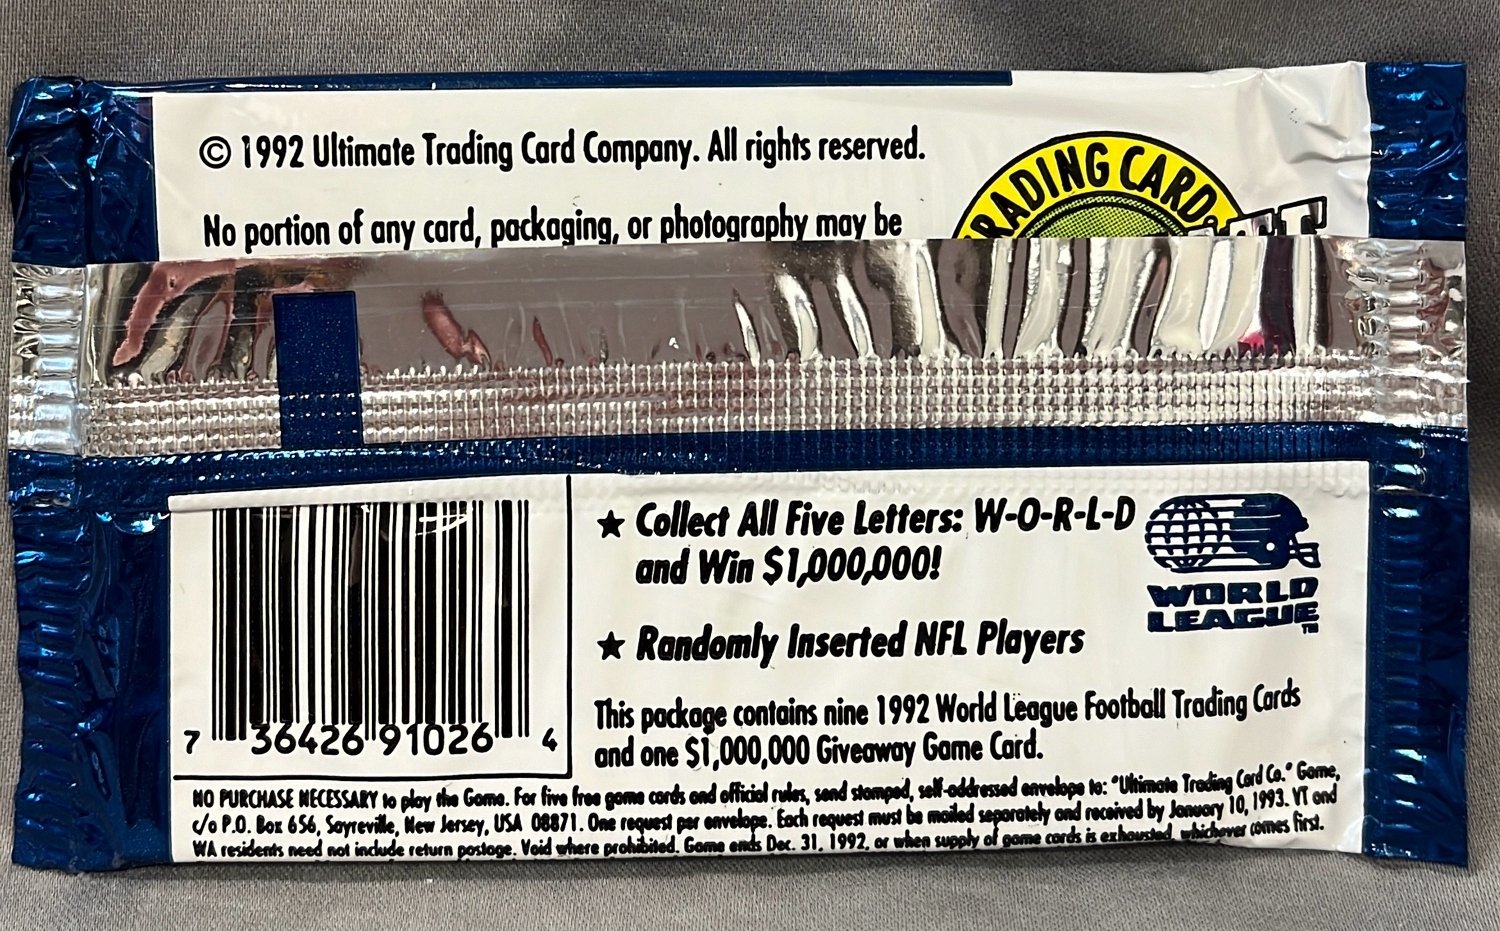 © 1992 Ultimate Trading Card Company. All rights reserved.
No portion of any card, packaging, or photography may be
TRADING CARDS
★ Collect All Five Letters: W-O-R-L-D
and Win $1,000,000!
★ Randomly Inserted NFL Players
WORLD
LEAGUE™
This package contains nine 1992 World League Football Trading Cards
and one $1,000,000 Giveaway Game Card.
7 36426 91026 4
NO PURCHASE NECESSARY to play the Game. For five free game cards and official rules, send stamped, self-addressed envelope to: "Ultimate Trading Card Co." Game,
c/o P.O. Box 656, Sayreville, New Jersey, USA 08871. One request per envelope. Each request must be mailed separately and received by January 10, 1993. VT and
WA residents need not include return postage. Void where prohibited. Game ends Dec. 31, 1992, or when supply of game cards is exhausted, whichever comes first.